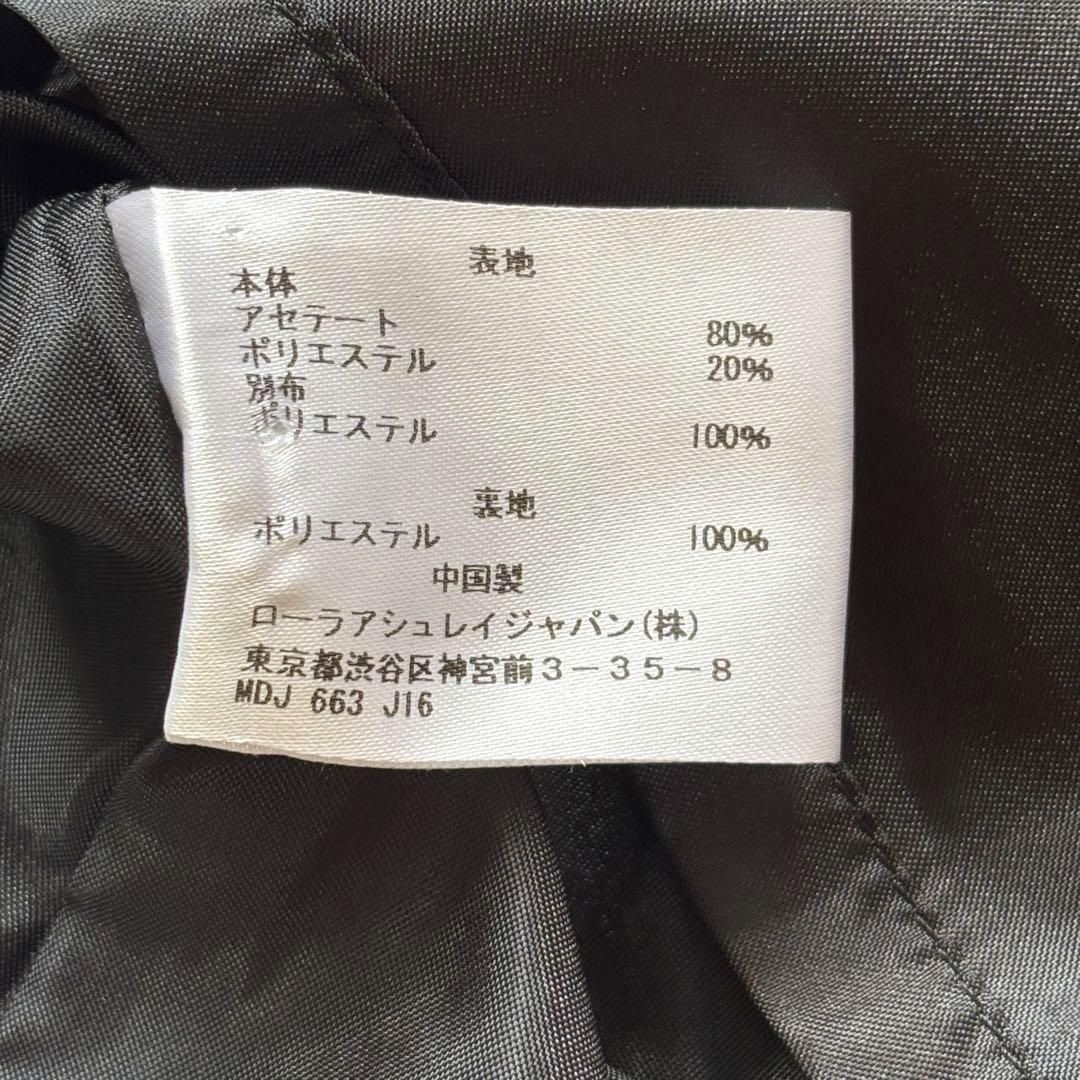 表地
本体
アセテート 80%
ポリエステル 20%
別布
ポリエステル 100%
裏地
ポリエステル 100%
中国製
ローラアシュレイジャパン(株)
東京都渋谷区神宮前3-35-8
MDJ 663 J16